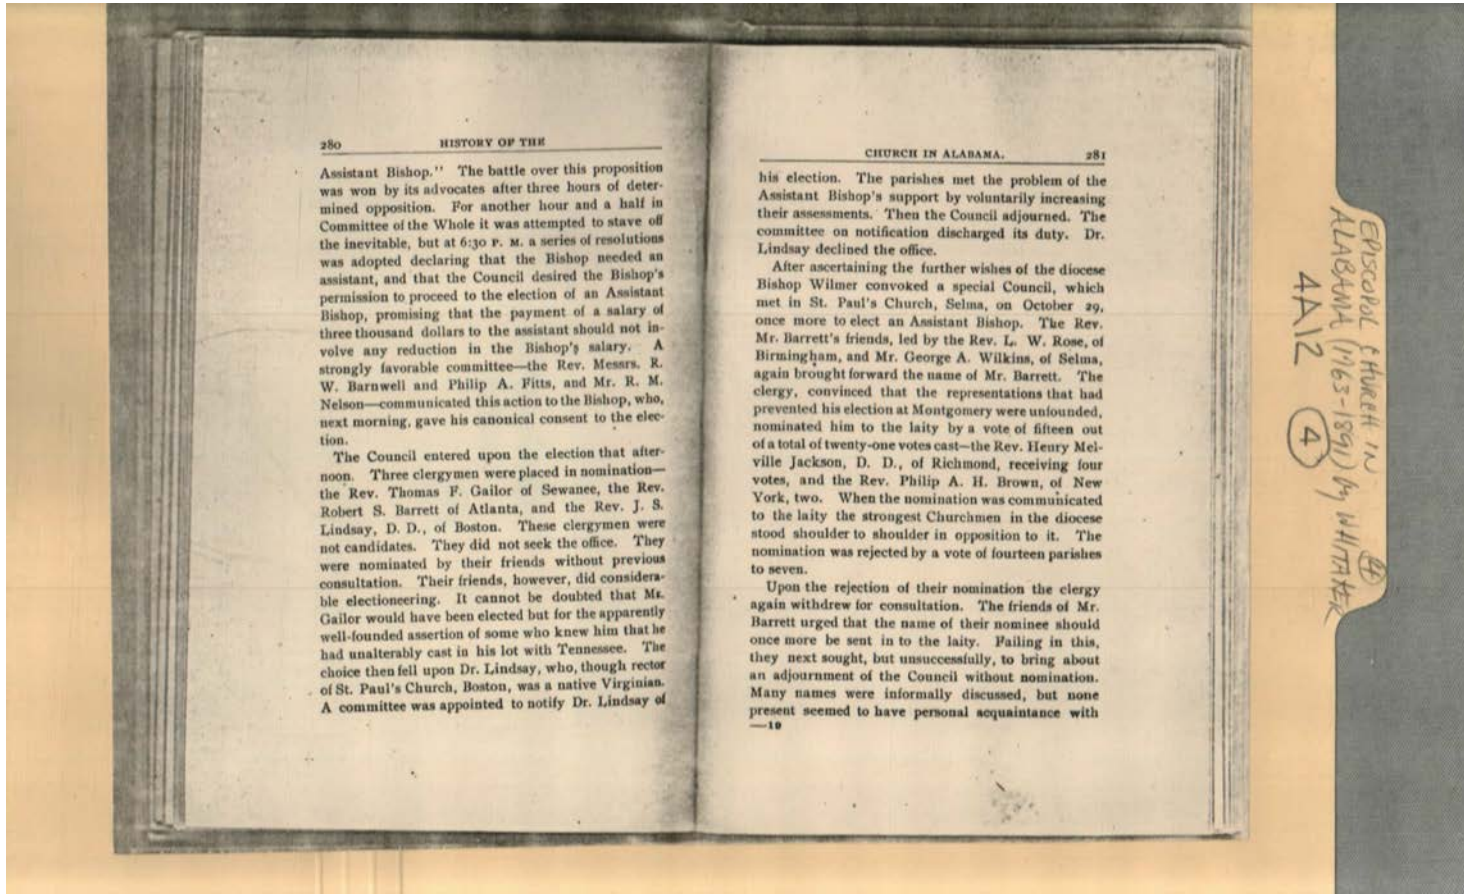 280 HISTORY OF THE
Assistant Bishop." The battle over this proposition
was won by its advocates after three hours of deter-
mined opposition. For another hour and a half in
Committee of the Whole it was attempted to stave off
the inevitable, but at 6:30 P. M. a series of resolutions
was adopted declaring that the Bishop needed an
assistant, and that the Council desired the Bishop's
permission to proceed to the election of an Assistant
Bishop, promising that the payment of a salary of
three thousand dollars to the assistant should not in-
volve any reduction in the Bishop's salary. A
strongly favorable committee—the Rev. Messrs. R.
W. Barnwell and Philip A. Fitts, and Mr. R. M.
Nelson—communicated this action to the Bishop, who,
next morning, gave his canonical consent to the elec-
tion.
The Council entered upon the election that after-
noon. Three clergymen were placed in nomination—
the Rev. Thomas F. Gailor of Sewanee, the Rev.
Robert S. Barrett of Atlanta, and the Rev. J. S.
Lindsay, D. D., of Boston. These clergymen were
not candidates. They did not seek the office. They
were nominated by their friends without previous
consultation. Their friends, however, did considera-
ble electioneering. It cannot be doubted that Mr.
Gailor would have been elected but for the apparently
well-founded assertion of some who knew him that he
had unalterably cast in his lot with Tennessee. The
choice then fell upon Dr. Lindsay, who, though rector
of St. Paul's Church, Boston, was a native Virginian.
A committee was appointed to notify Dr. Lindsay of
CHURCH IN ALABAMA. 281
his election. The parishes met the problem of the
Assistant Bishop's support by voluntarily increasing
their assessments. Then the Council adjourned. The
committee on notification discharged its duty. Dr.
Lindsay declined the office.
After ascertaining the further wishes of the diocese
Bishop Wilmer convoked a special Council, which
met in St. Paul's Church, Selma, on October 29,
once more to elect an Assistant Bishop. The Rev.
Mr. Barrett's friends, led by the Rev. L. W. Rose, of
Birmingham, and Mr. George A. Wilkins, of Selma,
again brought forward the name of Mr. Barrett. The
clergy, convinced that the representations that had
prevented his election at Montgomery were unfounded,
nominated him to the laity by a vote of fifteen out
of a total of twenty-one votes cast—the Rev. Henry Mel-
ville Jackson, D. D., of Richmond, receiving four
votes, and the Rev. Philip A. H. Brown, of New
York, two. When the nomination was communicated
to the laity the strongest Churchmen in the diocese
stood shoulder to shoulder in opposition to it. The
nomination was rejected by a vote of fourteen parishes
to seven.
Upon the rejection of their nomination the clergy
again withdrew for consultation. The friends of Mr.
Barrett urged that the name of their nominee should
once more be sent in to the laity. Failing in this,
they next sought, but unsuccessfully, to bring about
an adjournment of the Council without nomination.
Many names were informally discussed, but none
present seemed to have personal acquaintance with
—19
EPISCOPOL CHURCH IN (4)
ALABAMA (1763-1891) by WHITAKER
4A12 (4)